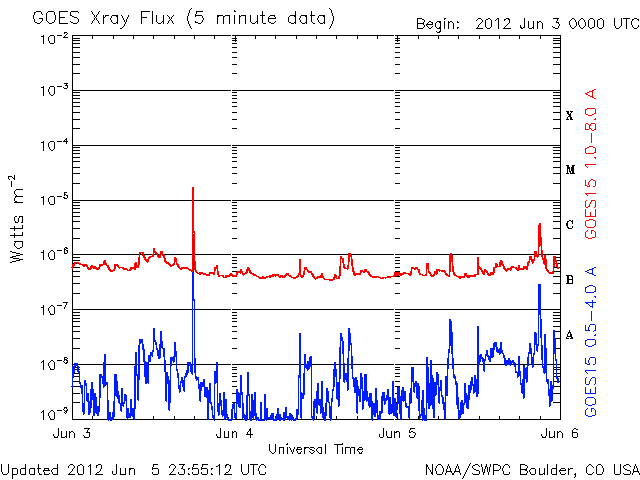 GOES Xray Flux (5 minute data)
Begin: 2012 Jun 3 0000 UTC
10⁻²
10⁻³
10⁻⁴
10⁻⁵
10⁻⁶
10⁻⁷
10⁻⁸
10⁻⁹
Watts m⁻²
X
M
C
B
A
GOES15 1.0-8.0 A
GOES15 0.5-4.0 A
Jun 3
Jun 4
Jun 5
Jun 6
Universal Time
Updated 2012 Jun 5 23:55:12 UTC
NOAA/SWPC Boulder, CO USA